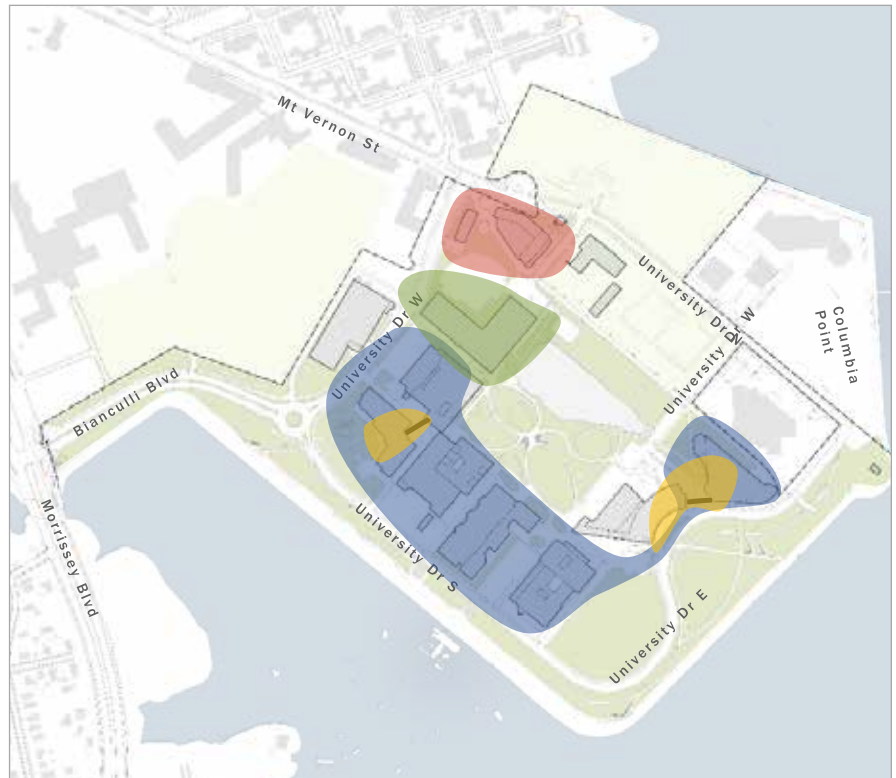 Mt Vernon St
University Dr N
University Dr W
University Dr W
Columbia
Point
Bianculli Blvd
Morrissey Blvd
University Dr S
University Dr E